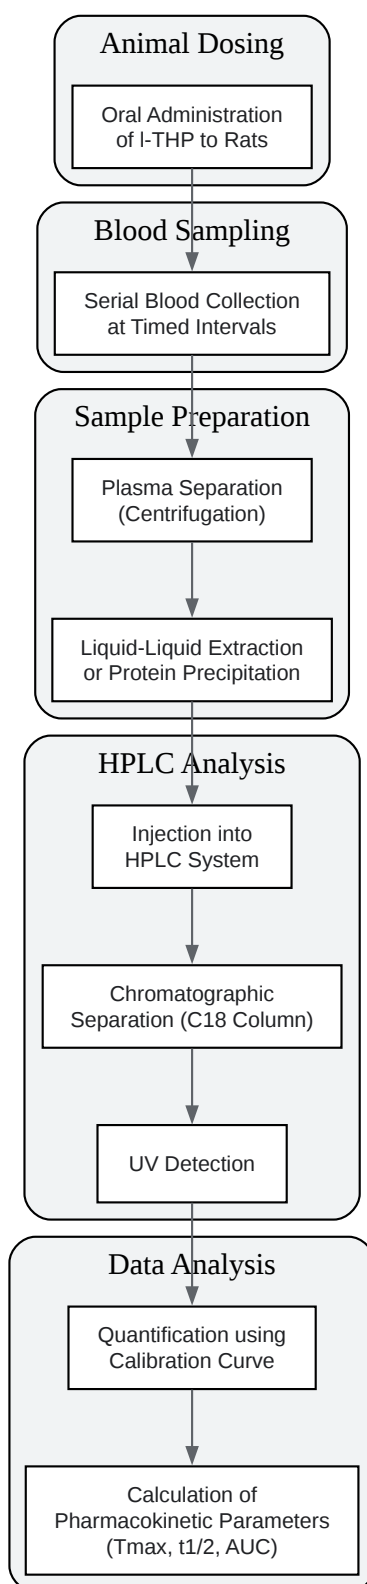 Animal Dosing
Oral Administration
of l-THP to Rats
Blood Sampling
Serial Blood Collection
at Timed Intervals
Sample Preparation
Plasma Separation
(Centrifugation)
Liquid-Liquid Extraction
or Protein Precipitation
HPLC Analysis
Injection into
HPLC System
Chromatographic
Separation (C18 Column)
UV Detection
Data Analysis
Quantification using
Calibration Curve
Calculation of
Pharmacokinetic Parameters
(Tmax, t1/2, AUC)